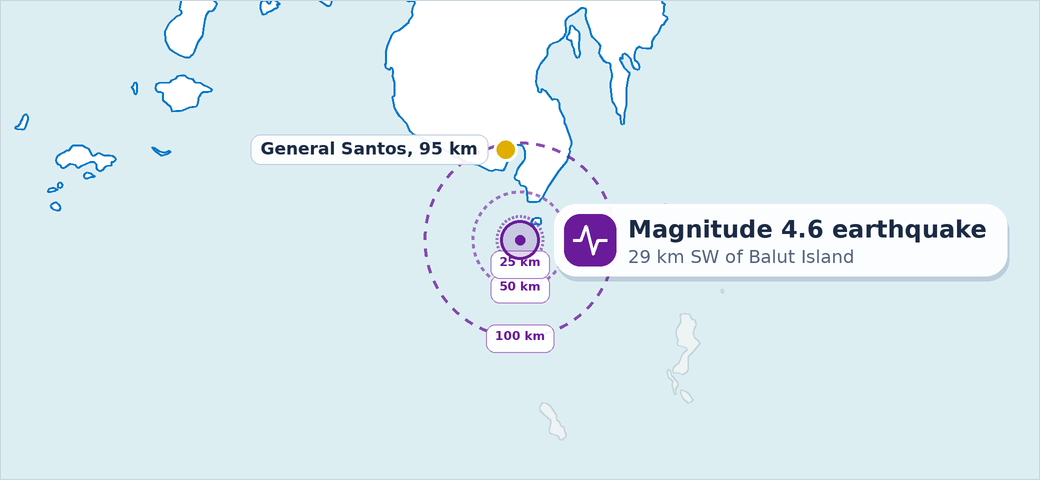 General Santos, 95 km
Magnitude 4.6 earthquake
29 km SW of Balut Island
25 km
50 km
100 km